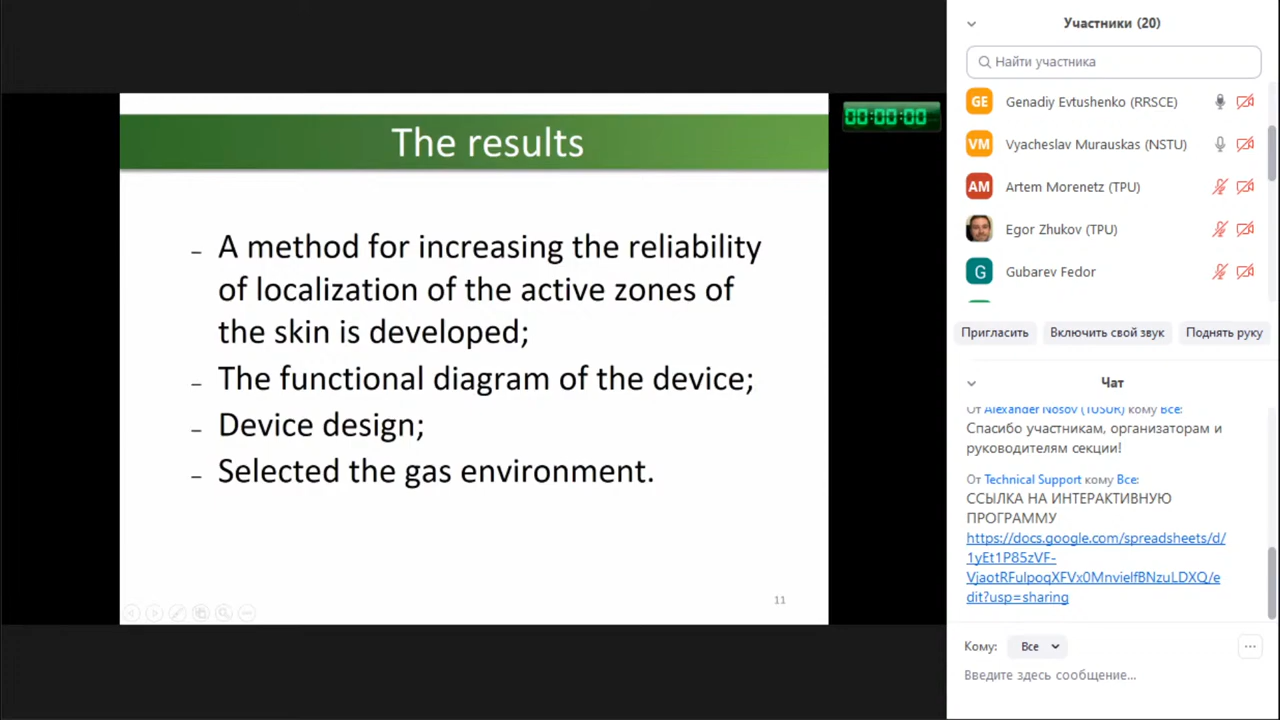 The results
00:00:00
– A method for increasing the reliability
of localization of the active zones of
the skin is developed;
– The functional diagram of the device;
– Device design;
– Selected the gas environment.
11
Участники (20)
Найти участника
GE Genadiy Evtushenko (RRSCE)
VM Vyacheslav Murauskas (NSTU)
AM Artem Morenetz (TPU)
Egor Zhukov (TPU)
G Gubarev Fedor
Пригласить Включить свой звук Поднять руку
Чат
От Alexander Nosov (TUSUR) кому Все:
Спасибо участникам, организаторам и
руководителям секции!
От Technical Support кому Все:
ССЫЛКА НА ИНТЕРАКТИВНУЮ
ПРОГРАММУ
https://docs.google.com/spreadsheets/d/
1yEt1P85zVF-
VjaotRFulpoqXFVx0MnvielfBNzuLDXQ/e
dit?usp=sharing
Кому: Все
Введите здесь сообщение...